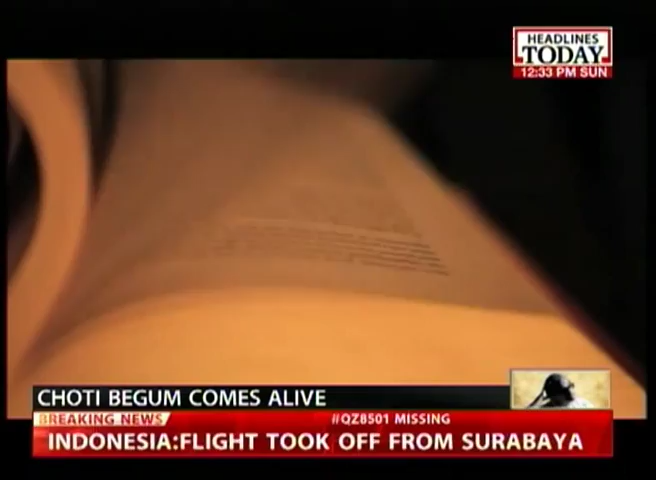 HEADLINES
TODAY
12:33 PM SUN
CHOTI BEGUM COMES ALIVE
BREAKING NEWS
#QZ8501 MISSING
INDONESIA:FLIGHT TOOK OFF FROM SURABAYA